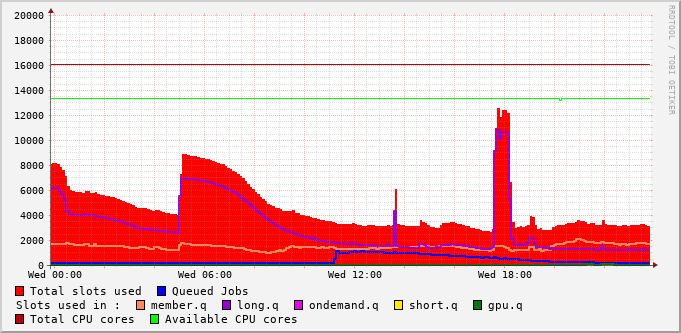 20000
18000
16000
14000
12000
10000
8000
6000
4000
2000
0
Wed 00:00 Wed 06:00 Wed 12:00 Wed 18:00
Total slots used Queued Jobs
Slots used in : member.q long.q ondemand.q short.q gpu.q
Total CPU cores Available CPU cores
RRDTOOL / TOBI OETIKER